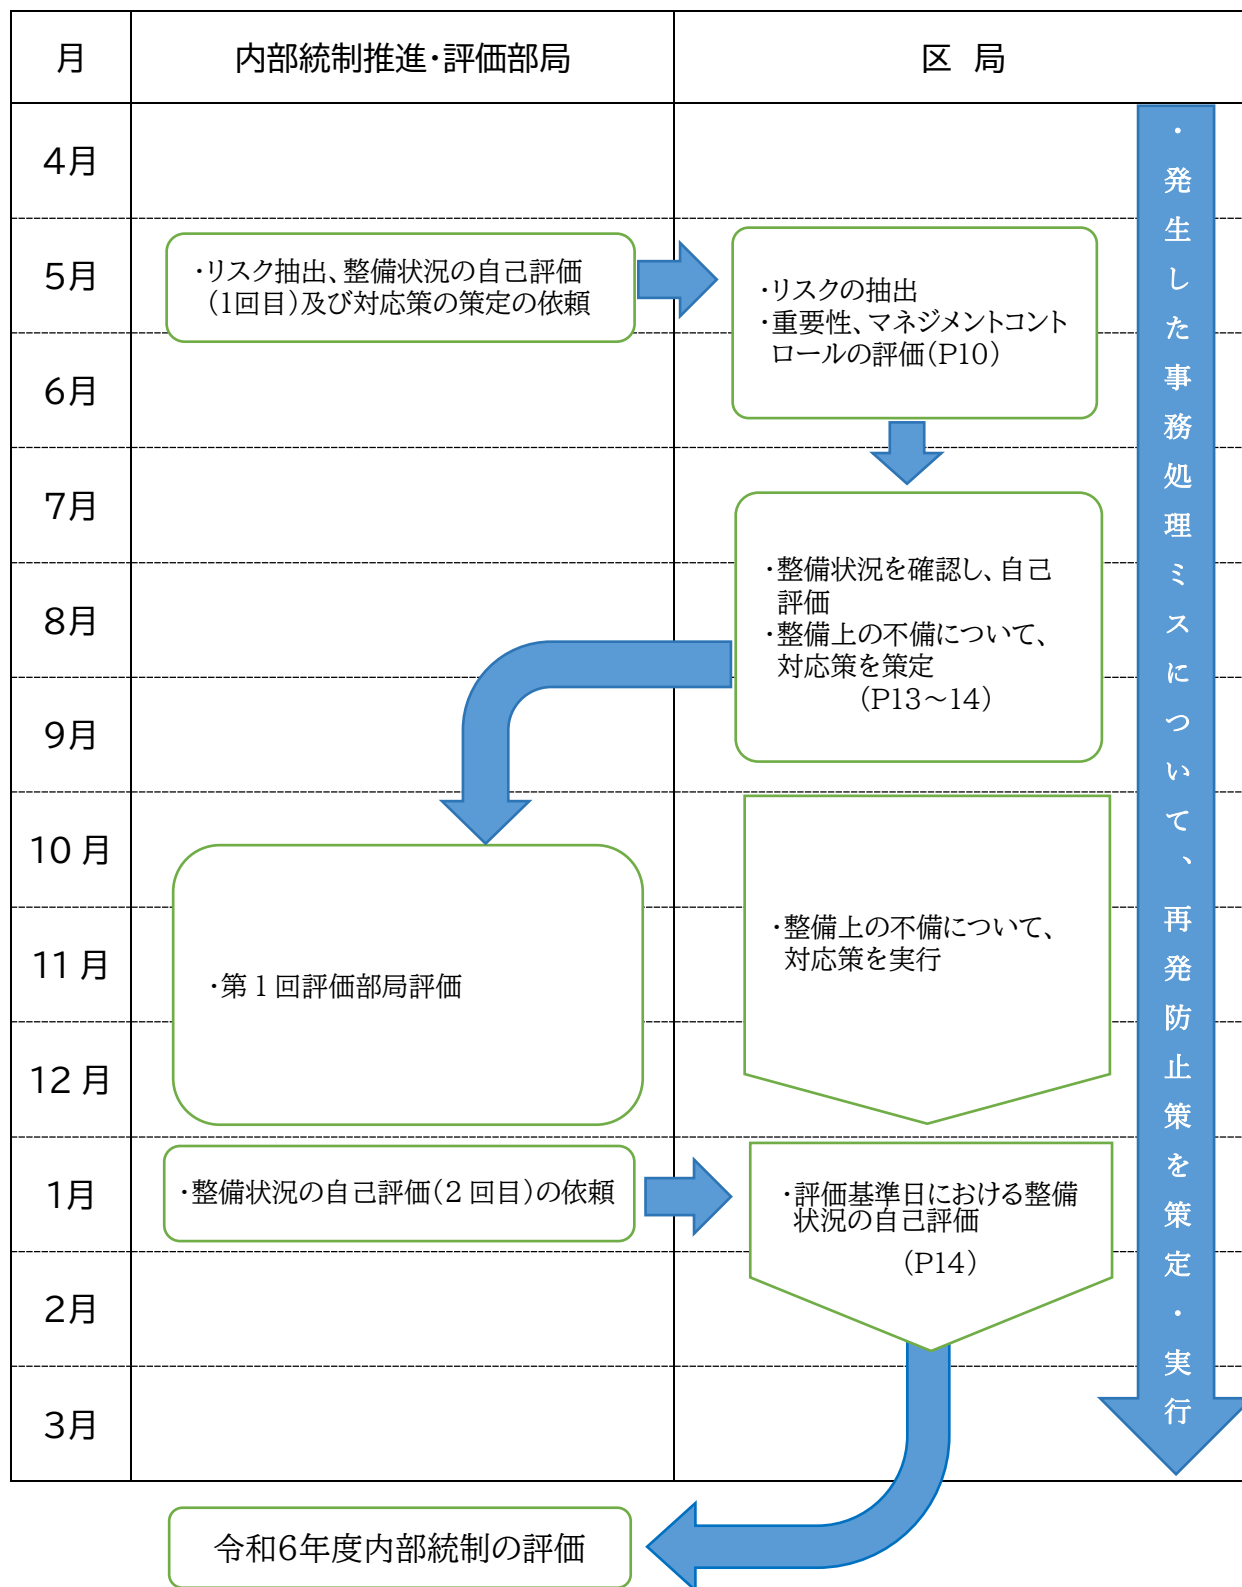 月
内部統制推進・評価部局
区 局
4月
5月
6月
7月
8月
9月
10 月
11 月
12 月
1月
2月
3月
・リスク抽出、整備状況の自己評価
（1回目）及び対応策の策定の依頼
・リスクの抽出
・重要性、マネジメントコント
ロールの評価（P10）
・整備状況を確認し、自己
評価
・整備上の不備について、
対応策を策定
（P13～14）
・第１回評価部局評価
・整備上の不備について、
対応策を実行
・整備状況の自己評価（２回目）の依頼
・評価基準日における整備
状況の自己評価
（P14）
・発生した事務処理ミスについて、再発防止策を策定・実行
令和6年度内部統制の評価